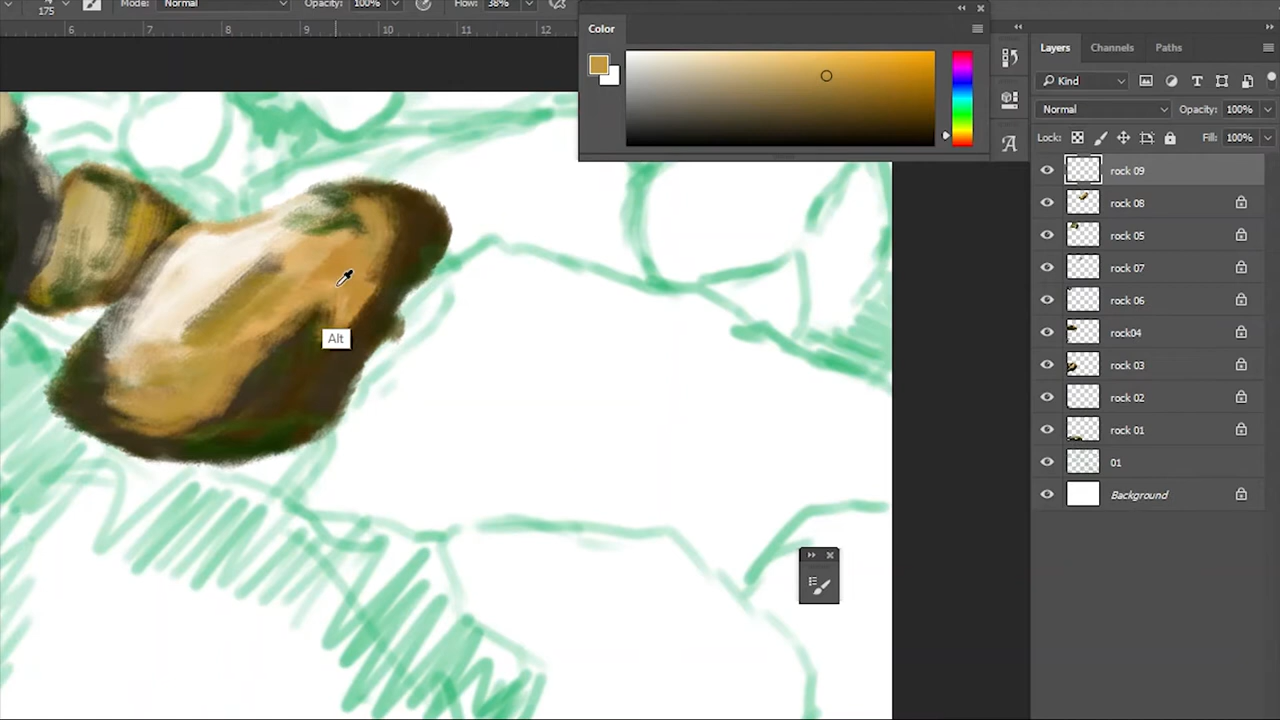 175 Mode: Normal Opacity: 100% Flow: 38%
6 7 8 9 10 11 12
Color
Alt
Layers Channels Paths
Kind
Normal Opacity: 100%
Lock: Fill: 100%
rock 09
rock 08
rock 05
rock 07
rock 06
rock04
rock 03
rock 02
rock 01
01
Background